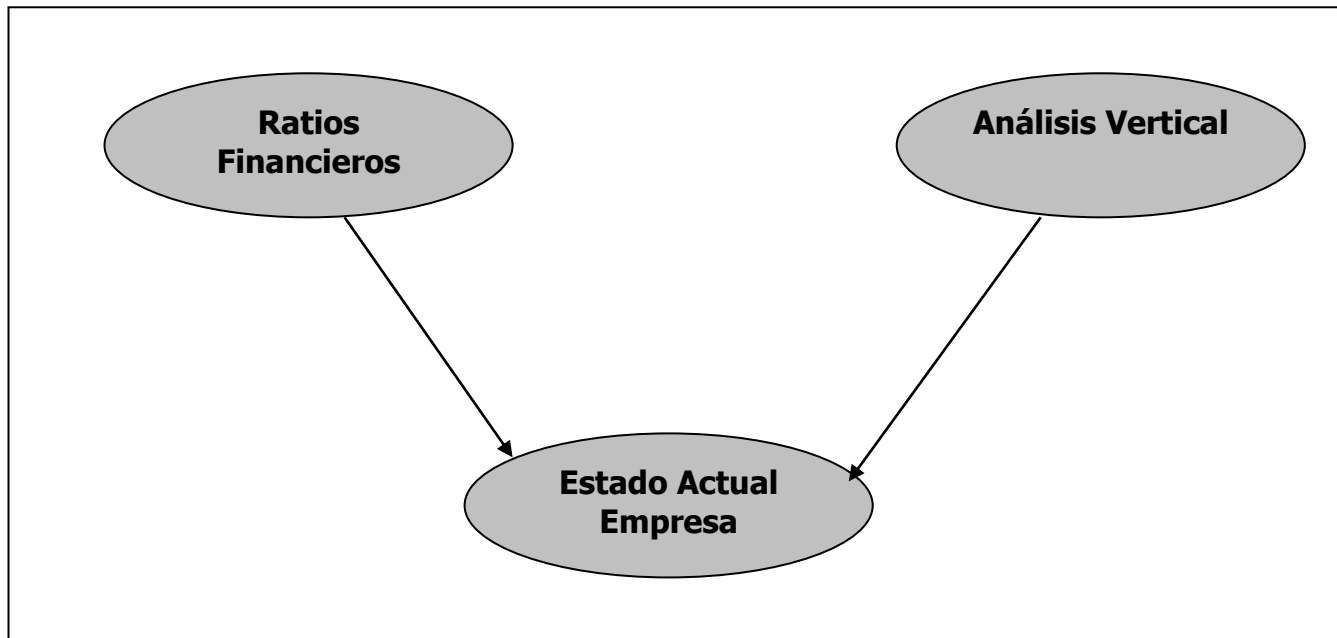 Ratios
Financieros
Análisis Vertical
Estado Actual
Empresa